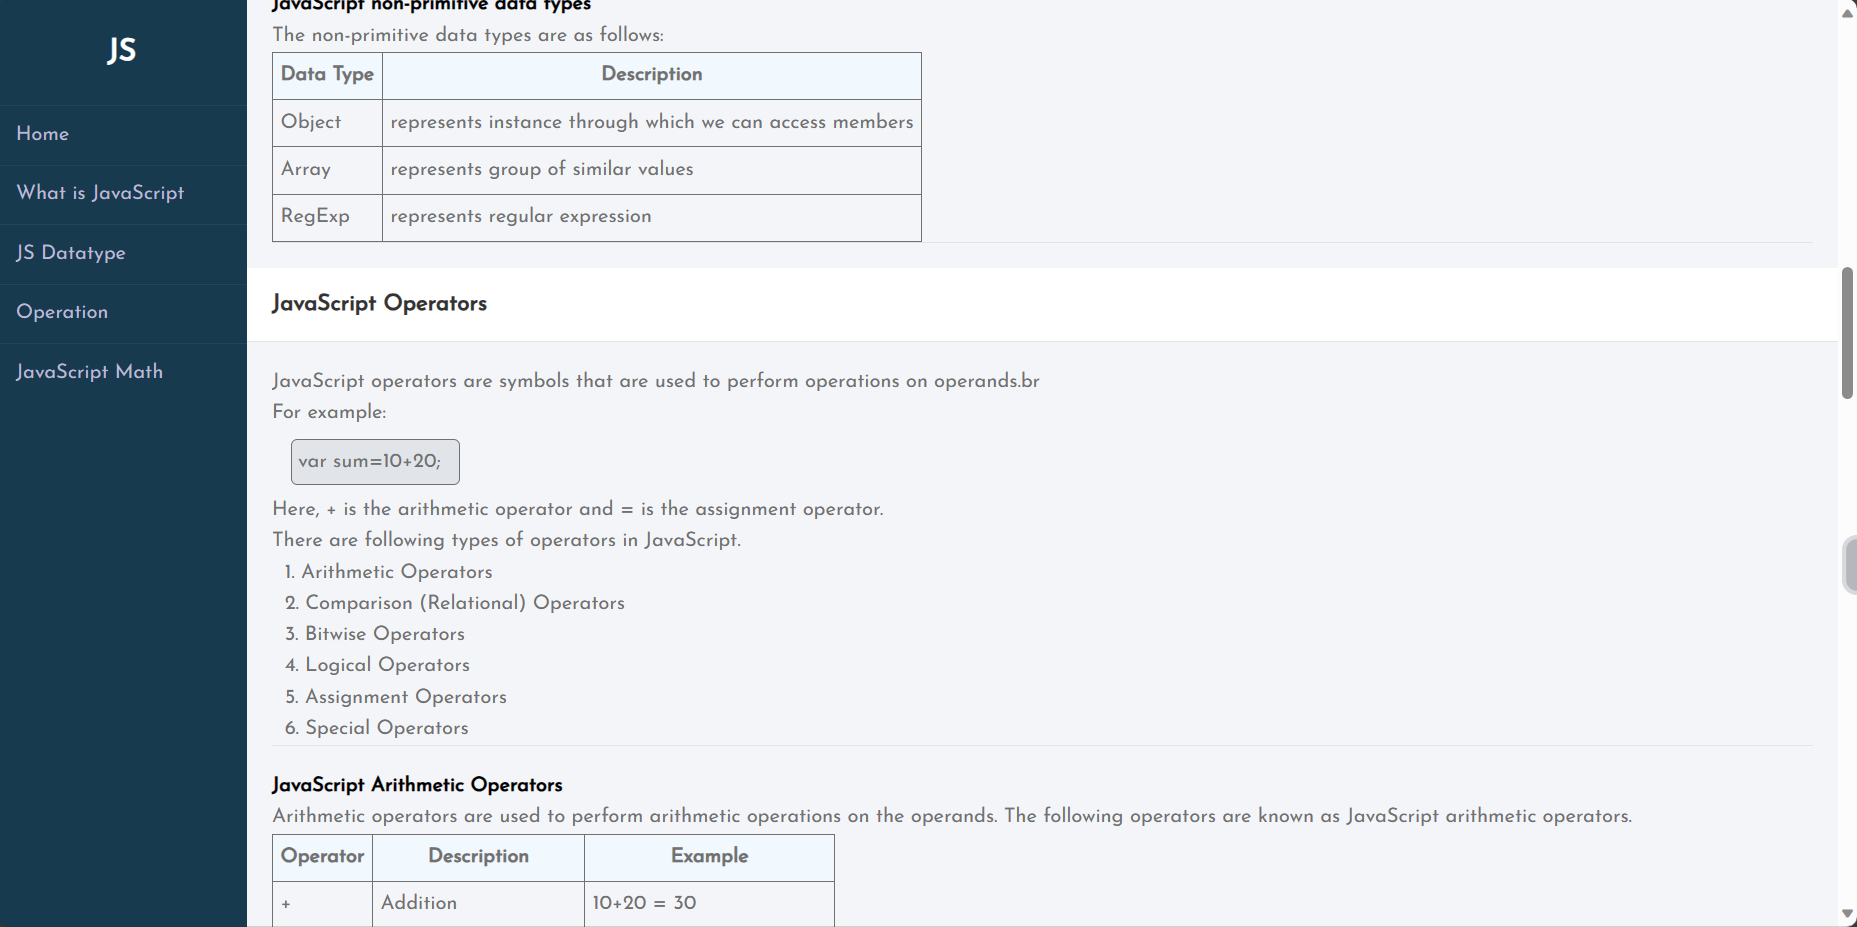 JS
Home
What is JavaScript
JS Datatype
Operation
JavaScript Math
JavaScript non-primitive data types
The non-primitive data types are as follows:
Data Type Description
Object represents instance through which we can access members
Array represents group of similar values
RegExp represents regular expression
JavaScript Operators
JavaScript operators are symbols that are used to perform operations on operands.br
For example:
var sum=10+20;
Here, + is the arithmetic operator and = is the assignment operator.
There are following types of operators in JavaScript.
1. Arithmetic Operators
2. Comparison (Relational) Operators
3. Bitwise Operators
4. Logical Operators
5. Assignment Operators
6. Special Operators
JavaScript Arithmetic Operators
Arithmetic operators are used to perform arithmetic operations on the operands. The following operators are known as JavaScript arithmetic operators.
Operator Description Example
+ Addition 10+20 = 30